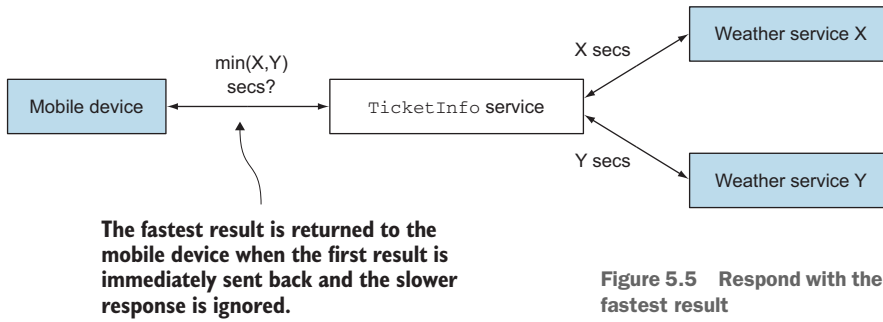 Weather service X
X secs
min(X,Y)
secs?
Mobile device
TicketInfo service
Y secs
Weather service Y
The fastest result is returned to the
mobile device when the first result is
immediately sent back and the slower
response is ignored.
Figure 5.5 Respond with the
fastest result